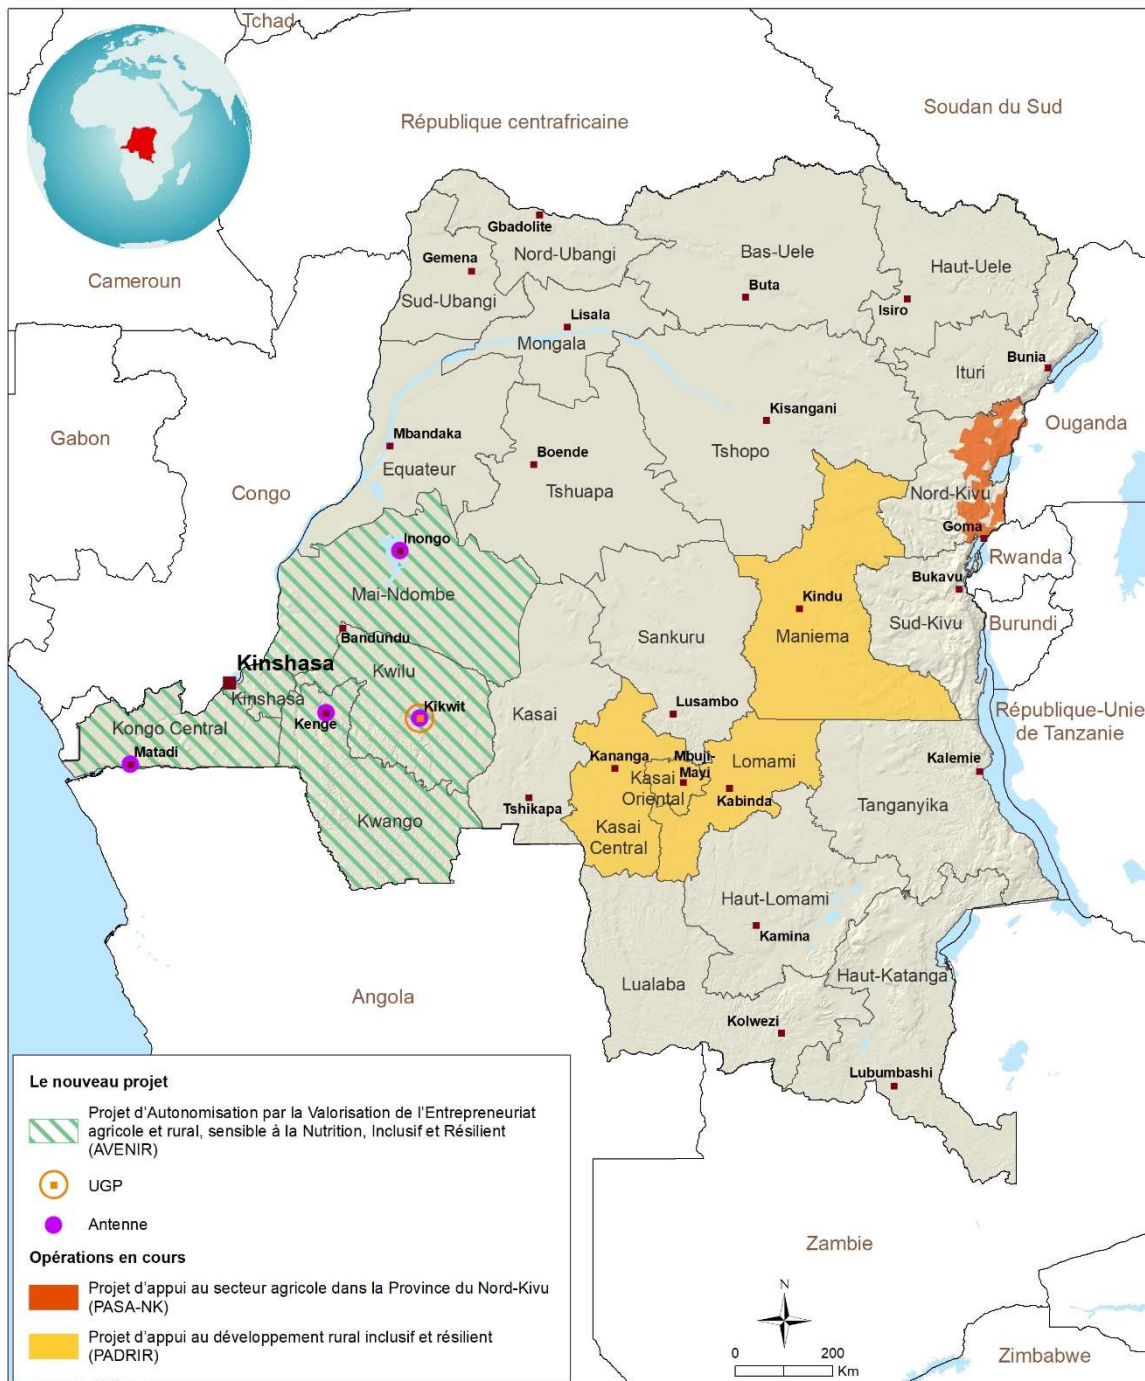 Tchad
Soudan du Sud
République centrafricaine
Cameroun
Gbadolite
Nord-Ubangi
Gemena
Sud-Ubangi
Bas-Uele
Haut-Uele
Buta
Isiro
Lisala
Mongala
Bunia
Ituri
Gabon
Kisangani
Ouganda
Mbandaka
Equateur
Boende
Tshopo
Tshuapa
Congo
Nord-Kivu
Goma
Inongo
Rwanda
Bukavu
Mai-Ndombe
Kindu
Sud-Kivu
Burundi
Bandundu
Sankuru
Maniema
Kinshasa
Kwilu
Kinshasa
Kikwit
Kasai
Lusambo
République-Unie
de Tanzanie
Kongo Central
Kenge
Matadi
Kananga
Mbuji-
Mayi
Lomami
Kalemie
Kasai
Oriental
Kabinda
Tshikapa
Tanganyika
Kwango
Kasai
Central
Haut-Lomami
Kamina
Haut-Katanga
Lualaba
Angola
Kolwezi
Lubumbashi
Le nouveau projet
Projet d'Autonomisation par la Valorisation de l'Entrepreneuriat
agricole et rural, sensible à la Nutrition, Inclusif et Résilient
(AVENIR)
UGP
Antenne
Opérations en cours
Projet d'appui au secteur agricole dans la Province du Nord-Kivu
(PASA-NK)
Projet d'appui au développement rural inclusif et résilient
(PADRIR)
Zambie
N
0 200
Km
Zimbabwe